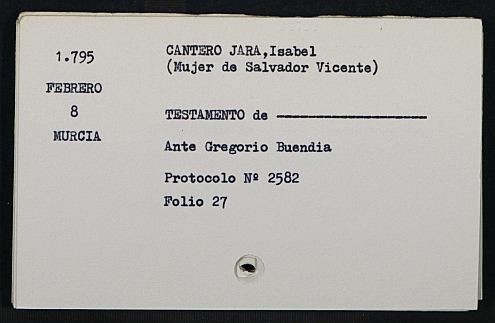 1.795
FEBRERO
8
MURCIA
CANTERO JARA,Isabel
(Mujer de Salvador Vicente)
TESTAMENTO de --------------------
Ante Gregorio Buendia
Protocolo Nº 2582
Folio 27